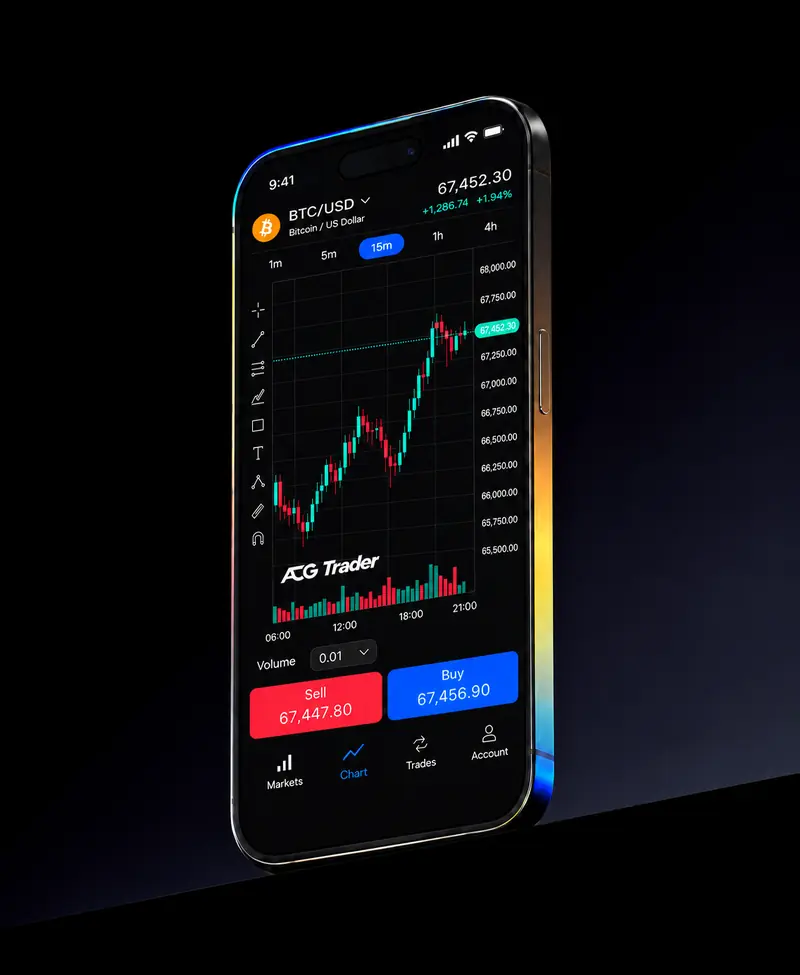 9:41
BTC/USD
Bitcoin / US Dollar
67,452.30
+1,286.74 +1.94%
1m 5m 15m 1h 4h
68,000.00
67,750.00
67,452.30
67,250.00
67,000.00
66,750.00
66,500.00
66,250.00
66,000.00
65,750.00
65,500.00
T
ACG Trader
06:00 12:00 18:00 21:00
Volume 0.01
Sell
67,447.80
Buy
67,456.90
Markets Chart Trades Account